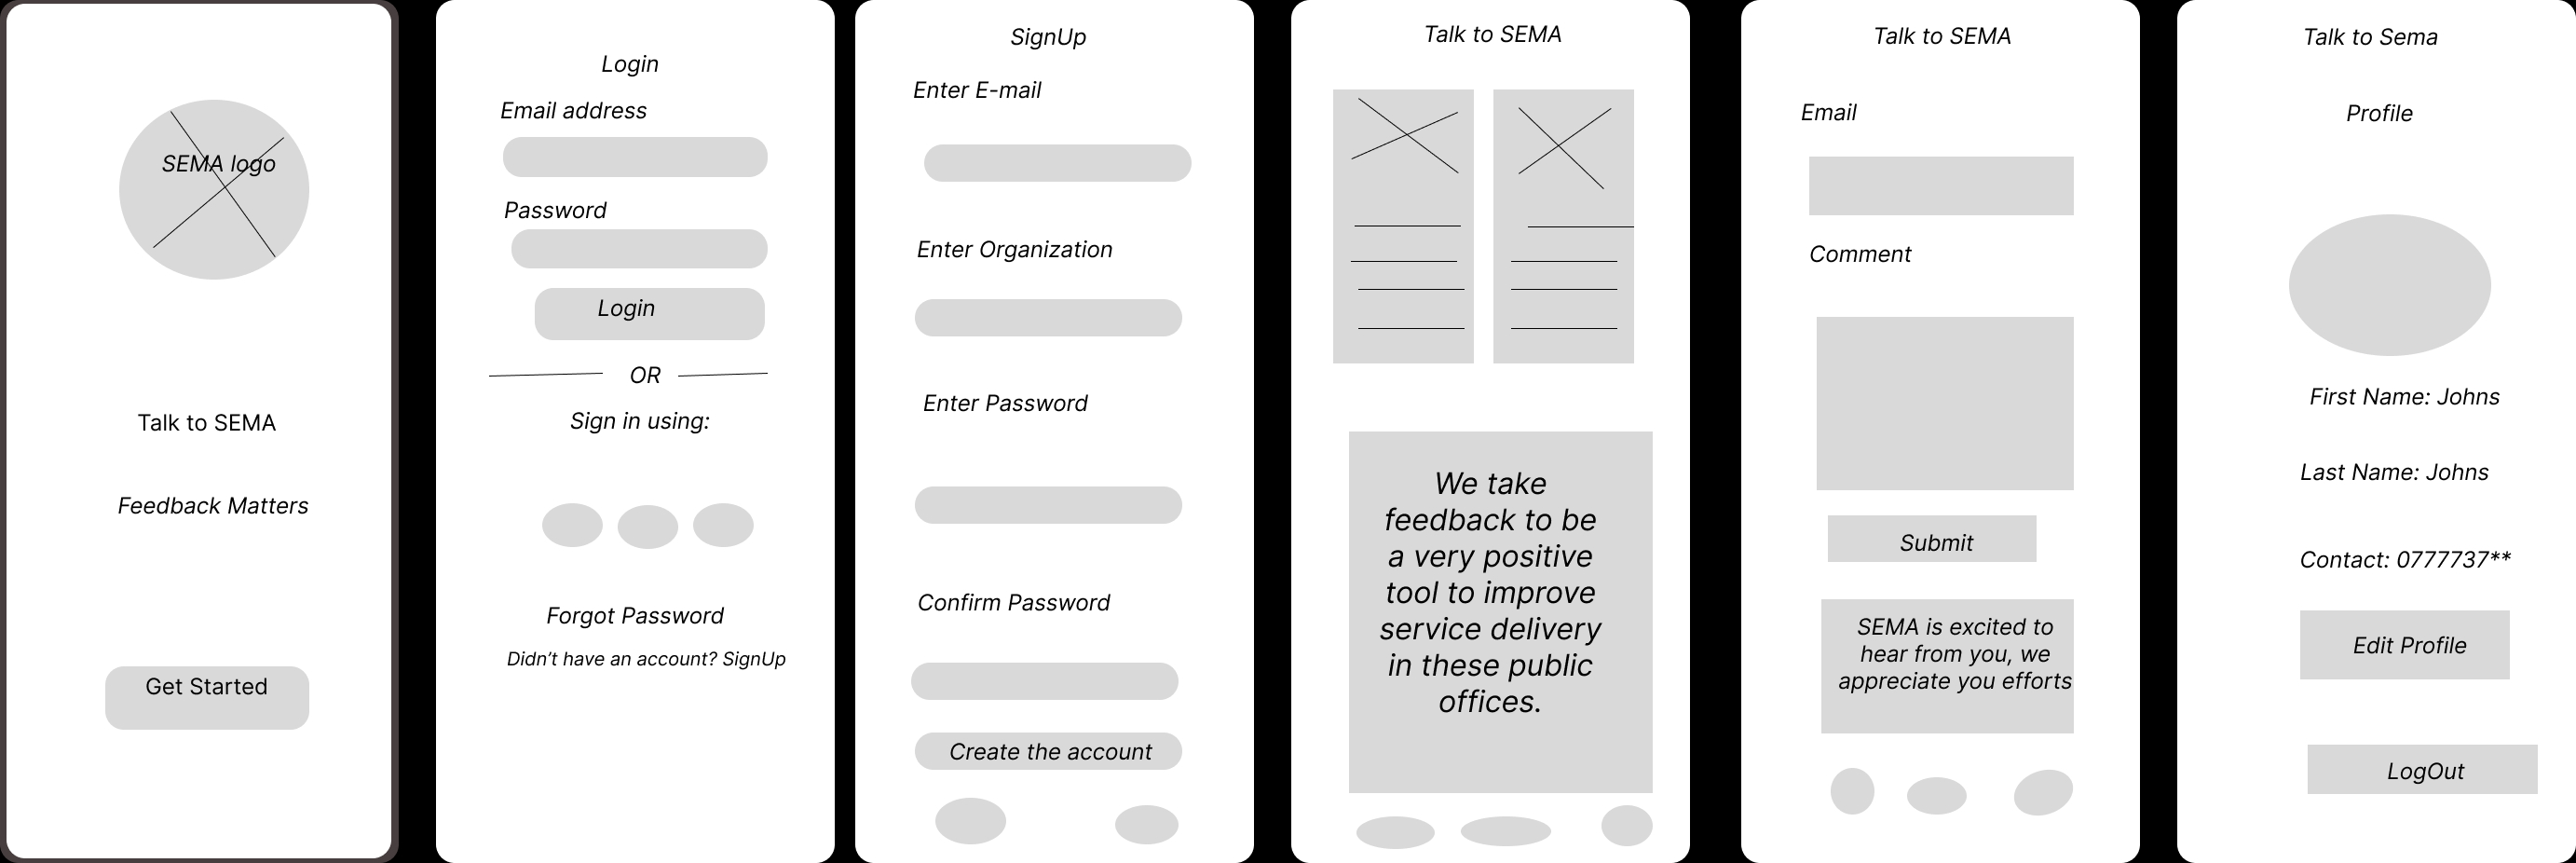 SEMA logo
Talk to SEMA
Feedback Matters
Get Started
Login
Email address
Password
Login
OR
Sign in using:
Forgot Password
Didn't have an account? SignUp
SignUp
Enter E-mail
Enter Organization
Enter Password
Confirm Password
Create the account
Talk to SEMA
We take
feedback to be
a very positive
tool to improve
service delivery
in these public
offices.
Talk to SEMA
Email
Comment
Submit
SEMA is excited to
hear from you, we
appreciate you efforts
Talk to Sema
Profile
First Name: Johns
Last Name: Johns
Contact: 0777737**
Edit Profile
LogOut